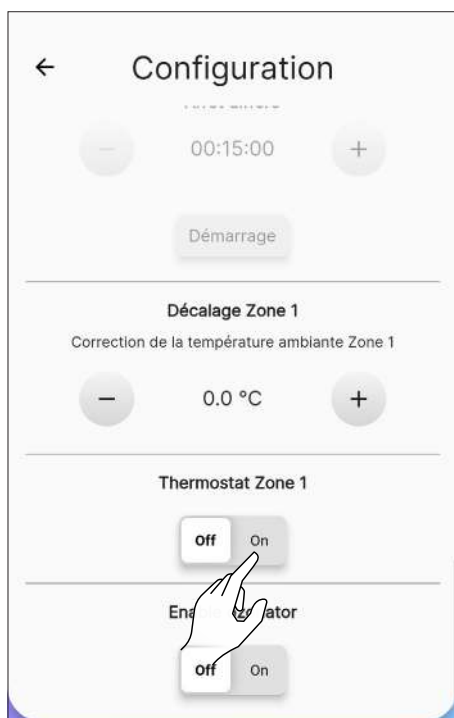 Configuration
00:15:00
Démarrage
Décalage Zone 1
Correction de la température ambiante Zone 1
− 0.0 °C +
Thermostat Zone 1
Off On
Off On